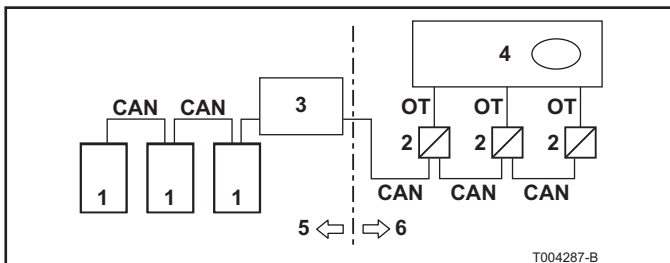 4
3
CAN CAN
OT OT OT
2 2 2
1 1 1
CAN CAN CAN
5 6
T004287-B